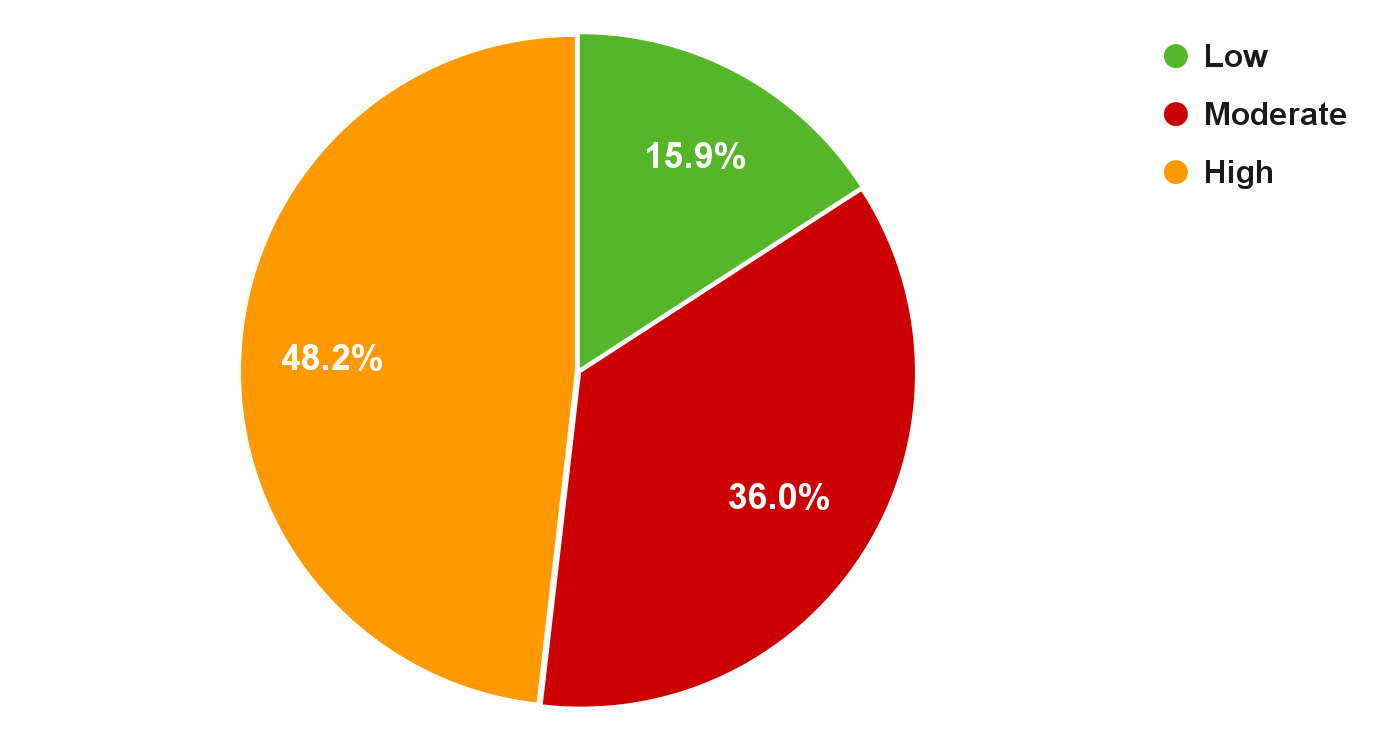 Low
Moderate
High
15.9%
36.0%
48.2%